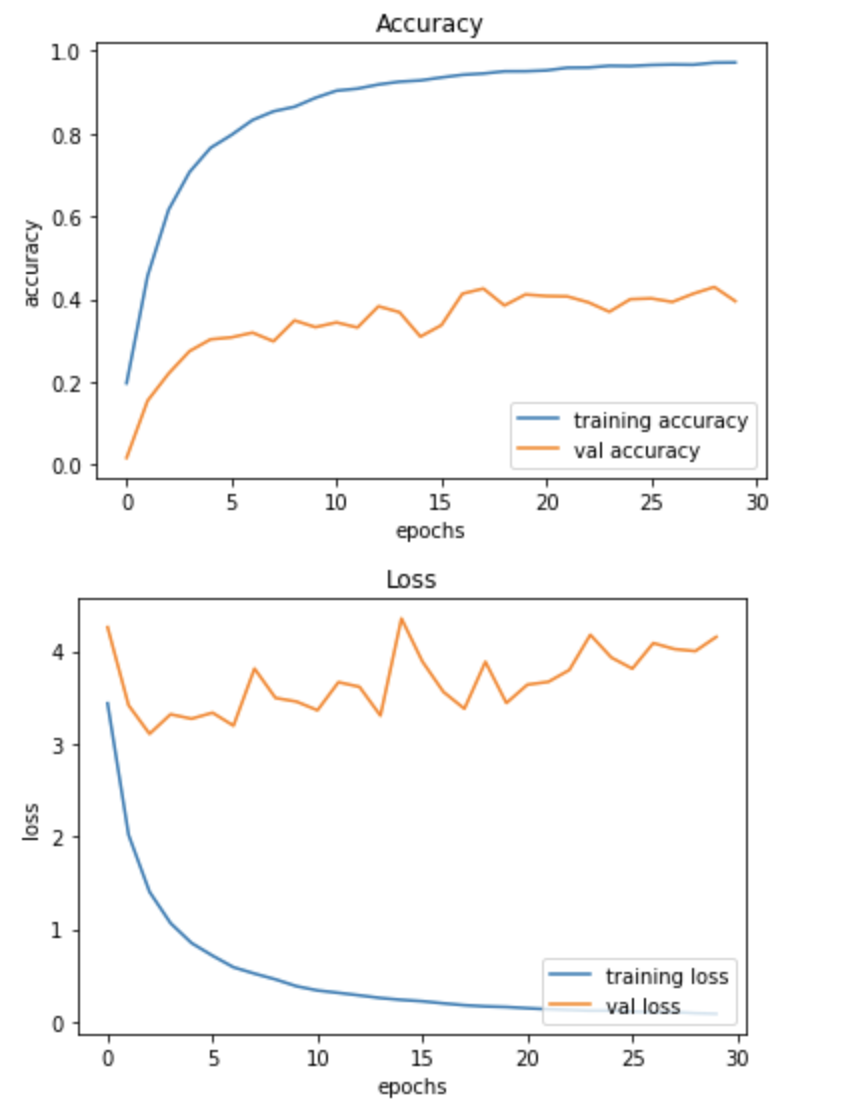 Accuracy
1.0
0.8
0.6
0.4
0.2
0.0
accuracy
training accuracy
val accuracy
0 5 10 15 20 25 30
epochs
Loss
4
3
2
1
0
loss
training loss
val loss
0 5 10 15 20 25 30
epochs